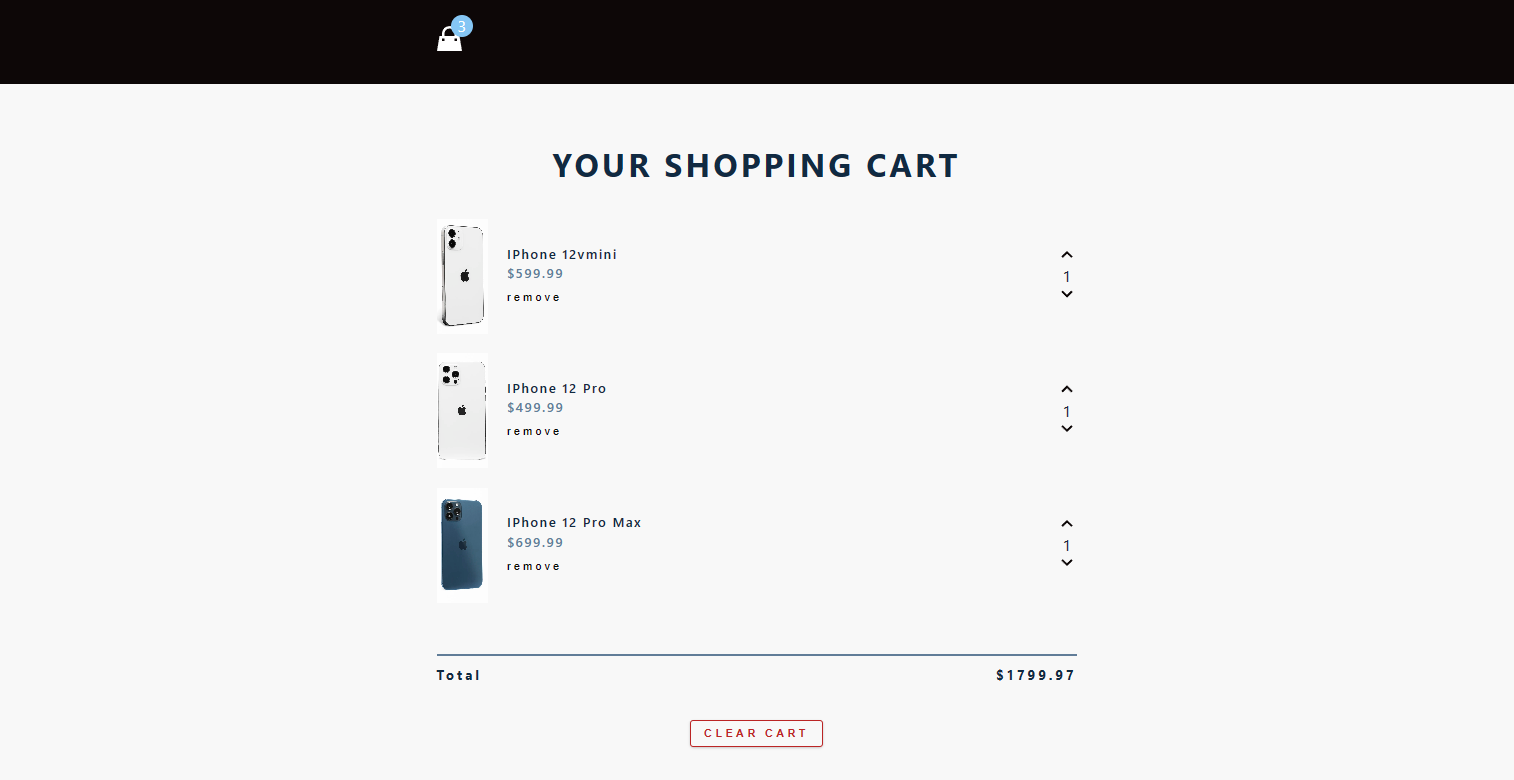 3
YOUR SHOPPING CART
IPhone 12vmini
$599.99
remove
1
IPhone 12 Pro
$499.99
remove
1
IPhone 12 Pro Max
$699.99
remove
1
Total $1799.97
CLEAR CART